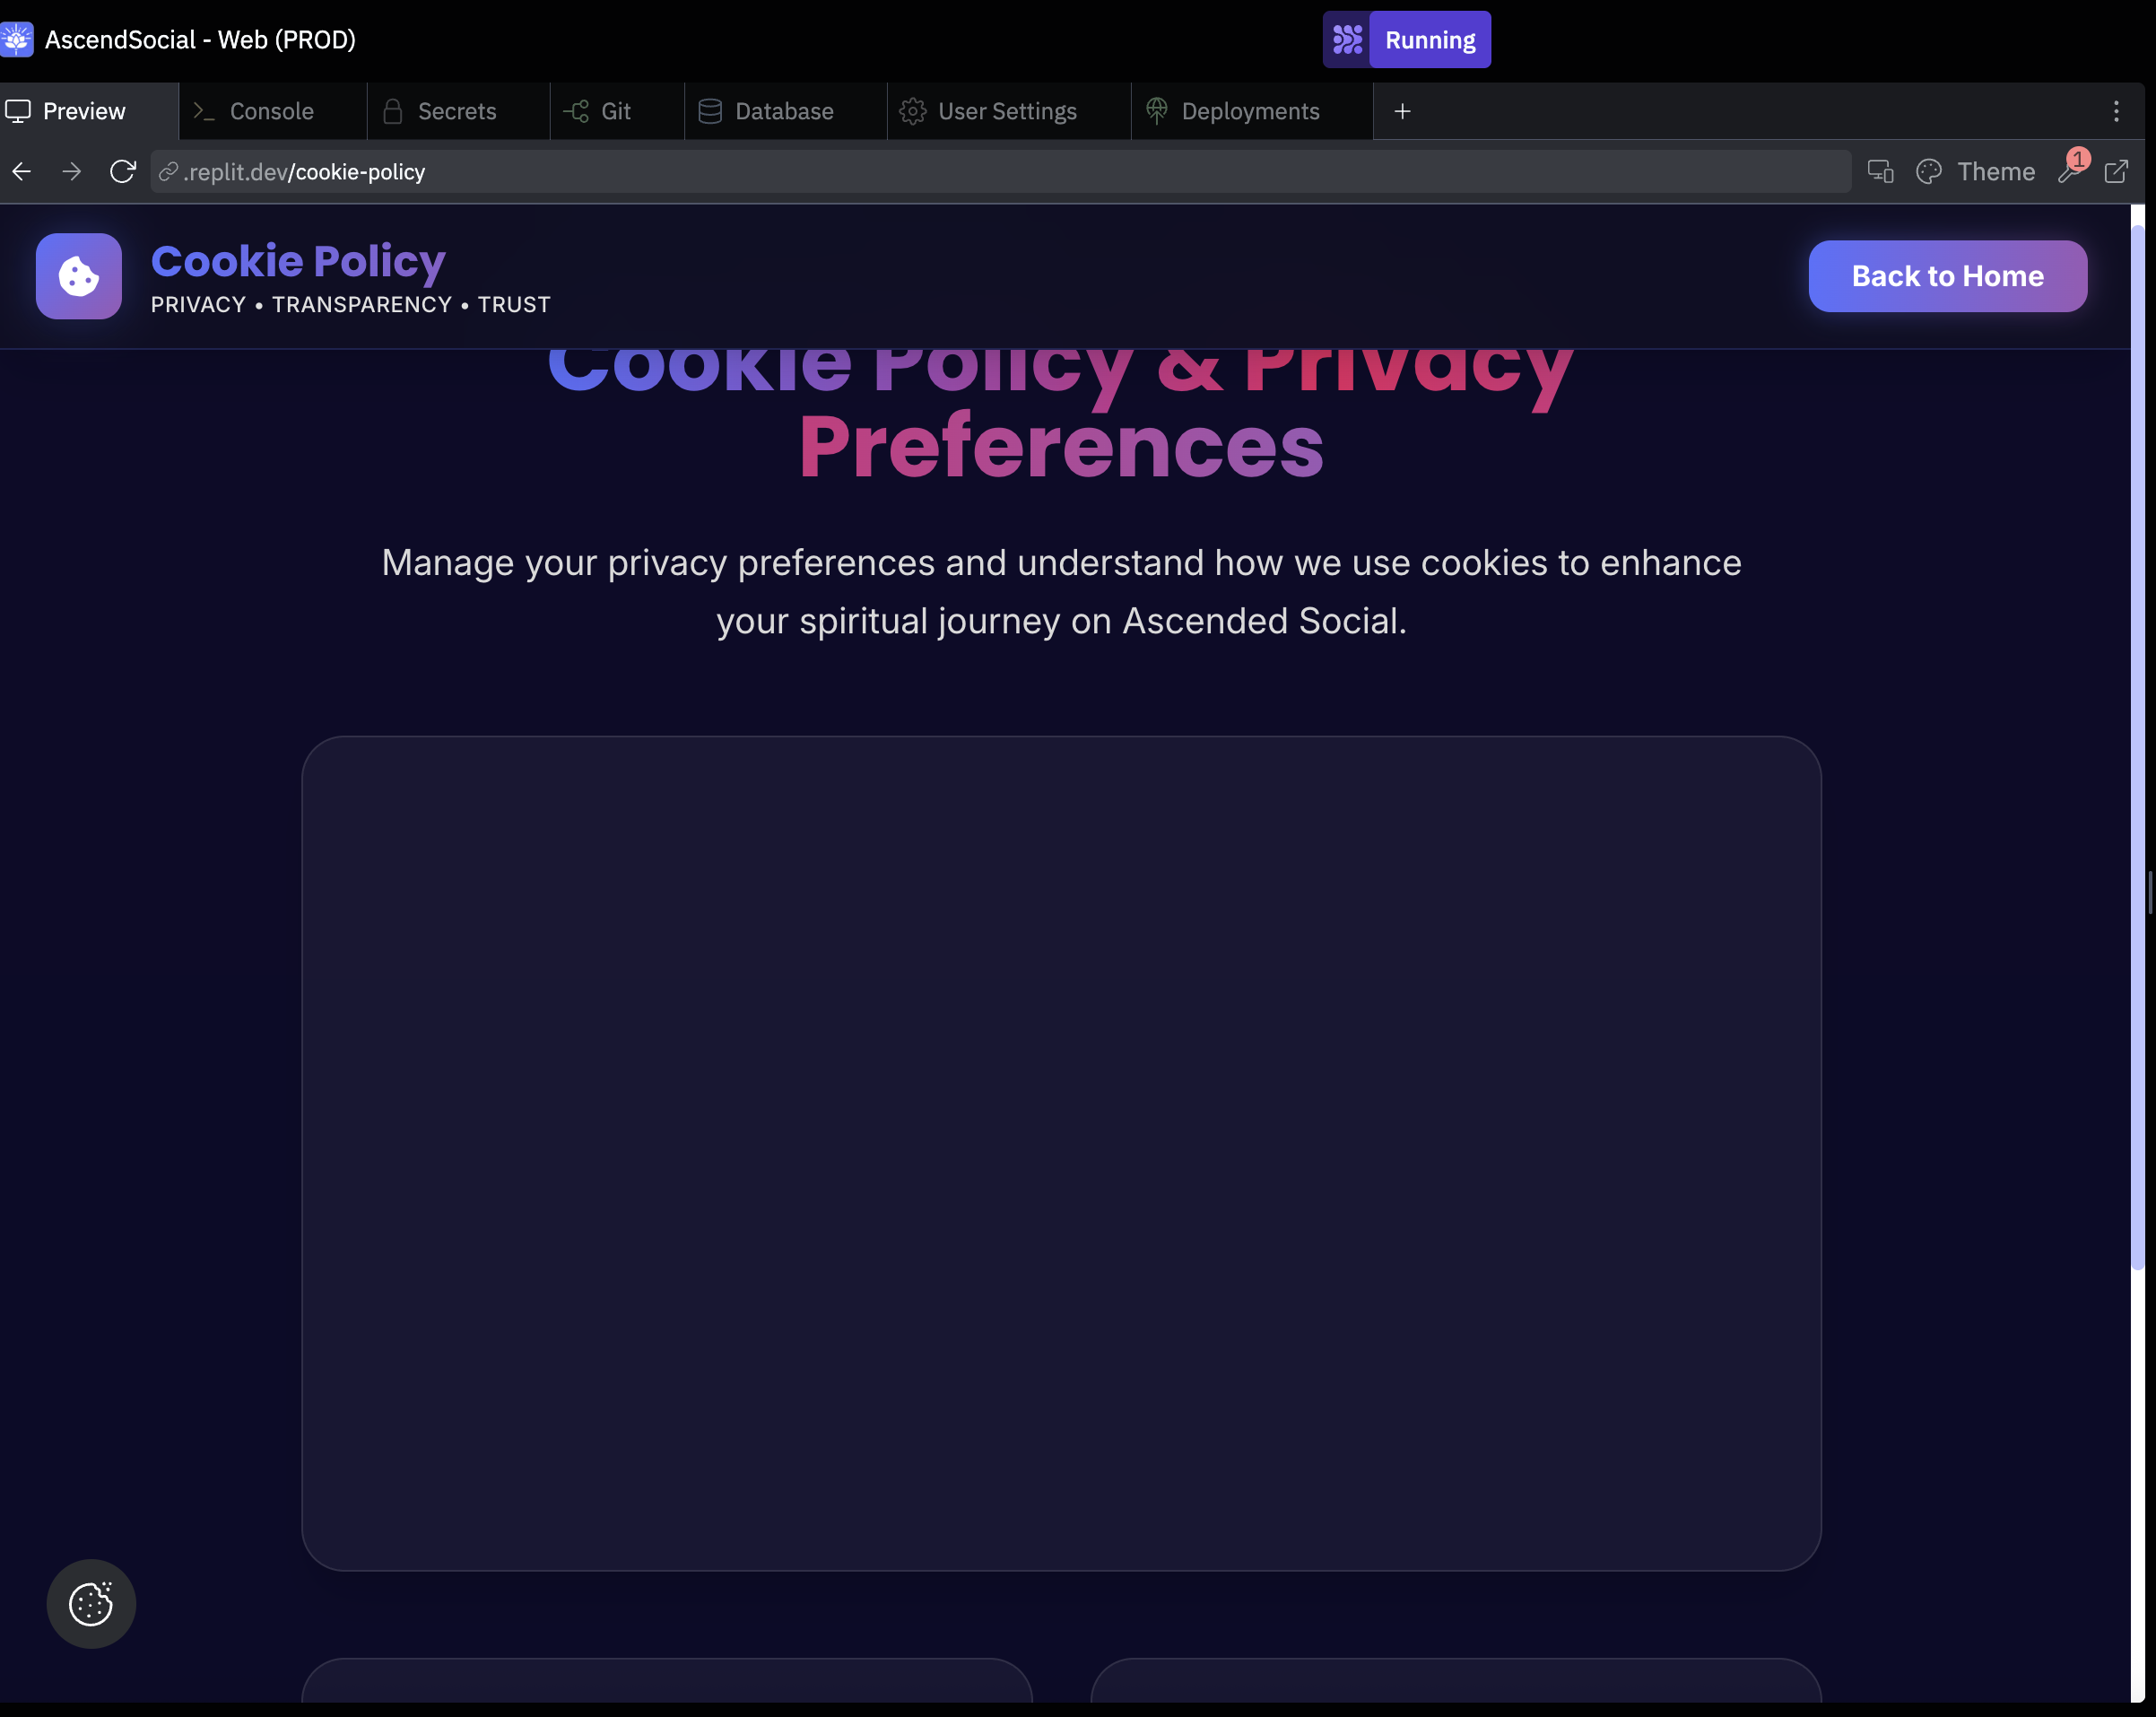 AscendSocial - Web (PROD)
Running
Preview
Console
Secrets
Git
Database
User Settings
Deployments
.replit.dev/cookie-policy
Theme
1
Cookie Policy
PRIVACY • TRANSPARENCY • TRUST
Back to Home
Cookie Policy & Privacy
Preferences
Manage your privacy preferences and understand how we use cookies to enhance
your spiritual journey on Ascended Social.